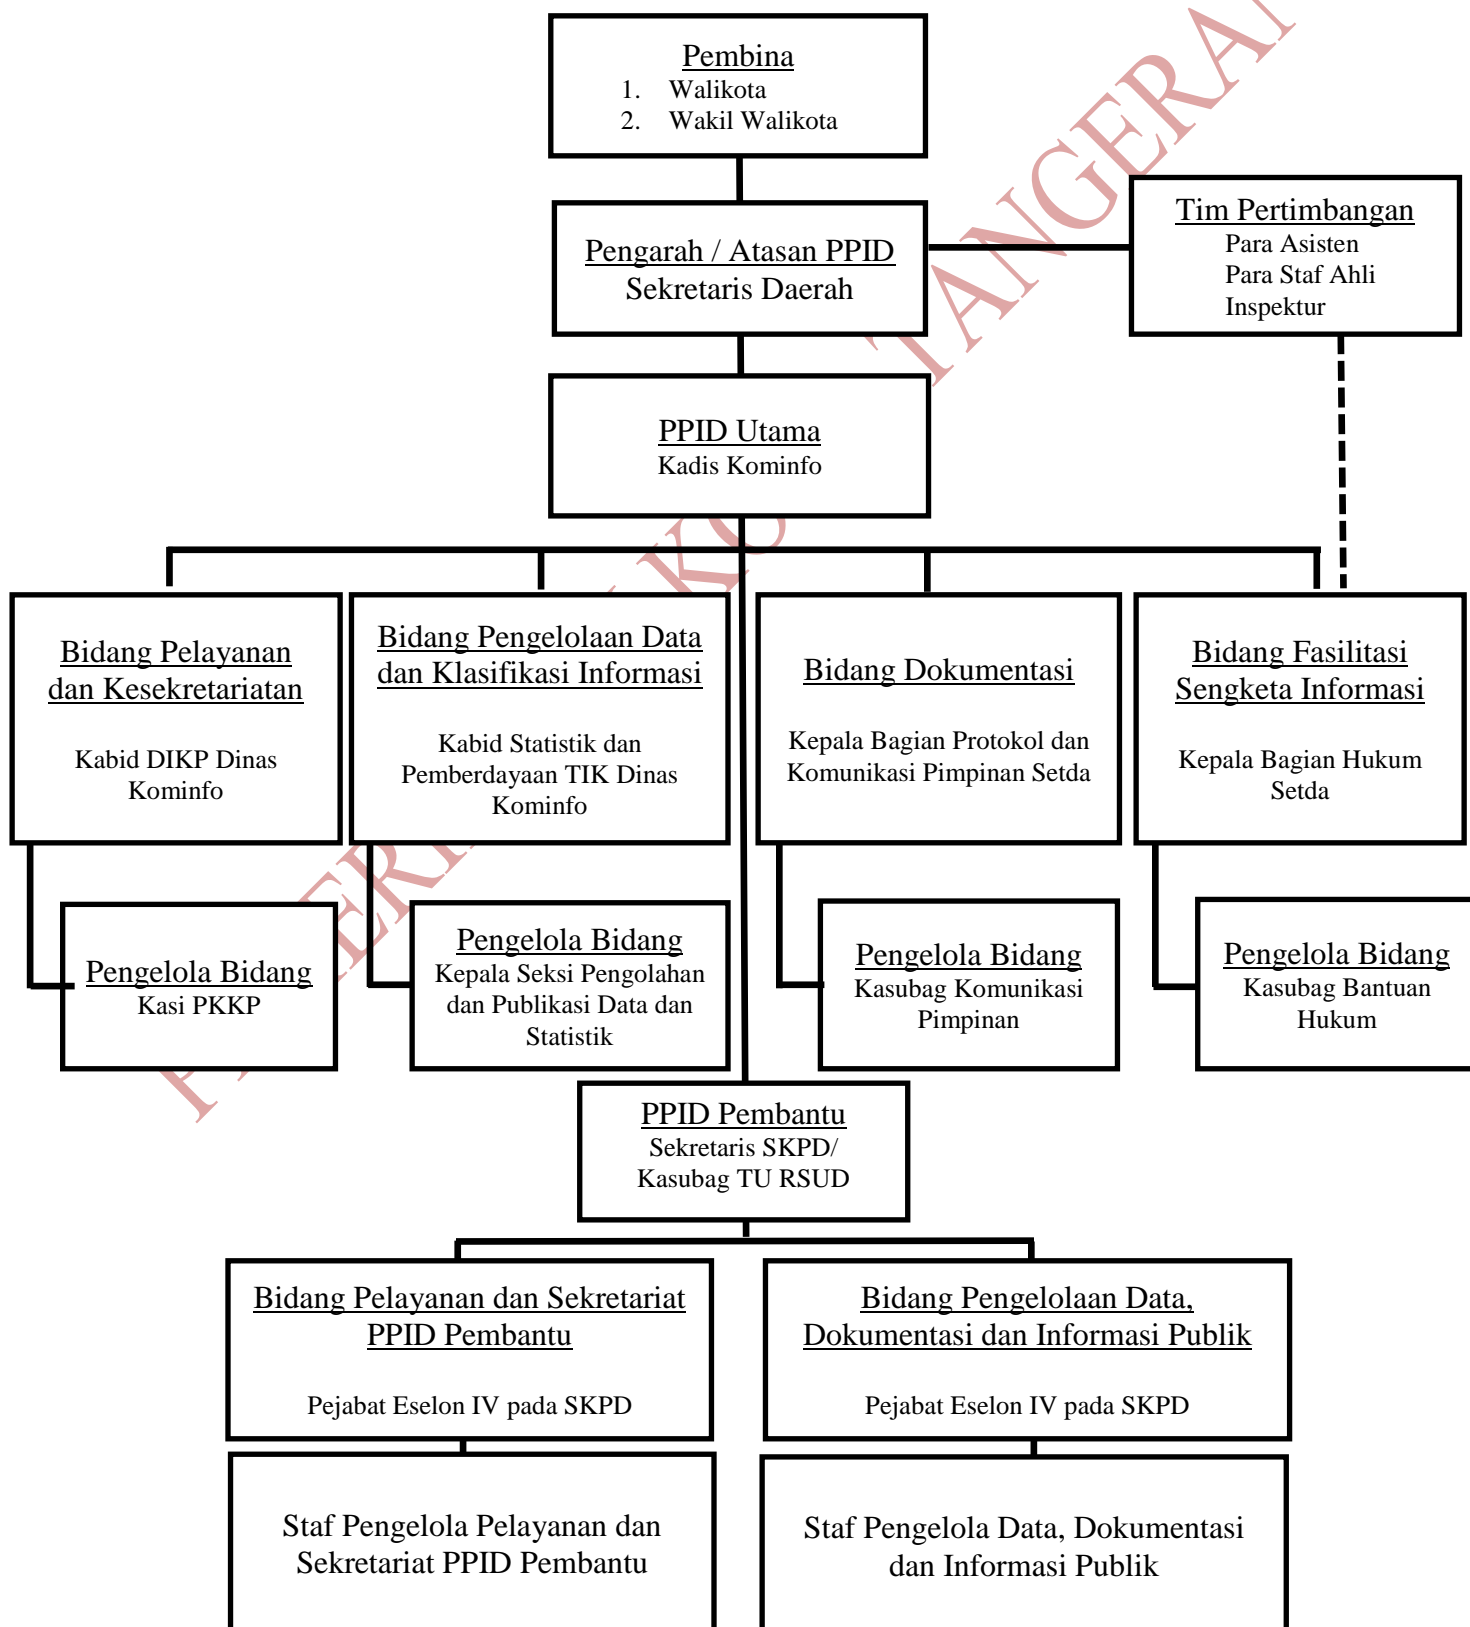 Pembina
1. Walikota
2. Wakil Walikota
Pengarah / Atasan PPID
Sekretaris Daerah
Tim Pertimbangan
Para Asisten
Para Staf Ahli
Inspektur
PPID Utama
Kadis Kominfo
Bidang Pelayanan
dan Kesekretariatan
Kabid DIKP Dinas
Kominfo
Bidang Pengelolaan Data
dan Klasifikasi Informasi
Kabid Statistik dan
Pemberdayaan TIK Dinas
Kominfo
Bidang Dokumentasi
Kepala Bagian Protokol dan
Komunikasi Pimpinan Setda
Bidang Fasilitasi
Sengketa Informasi
Kepala Bagian Hukum
Setda
Pengelola Bidang
Kasi PKKP
Pengelola Bidang
Kepala Seksi Pengolahan
dan Publikasi Data dan
Statistik
Pengelola Bidang
Kasubag Komunikasi
Pimpinan
Pengelola Bidang
Kasubag Bantuan
Hukum
PPID Pembantu
Sekretaris SKPD/
Kasubag TU RSUD
Bidang Pelayanan dan Sekretariat
PPID Pembantu
Pejabat Eselon IV pada SKPD
Bidang Pengelolaan Data,
Dokumentasi dan Informasi Publik
Pejabat Eselon IV pada SKPD
Staf Pengelola Pelayanan dan
Sekretariat PPID Pembantu
Staf Pengelola Data, Dokumentasi
dan Informasi Publik